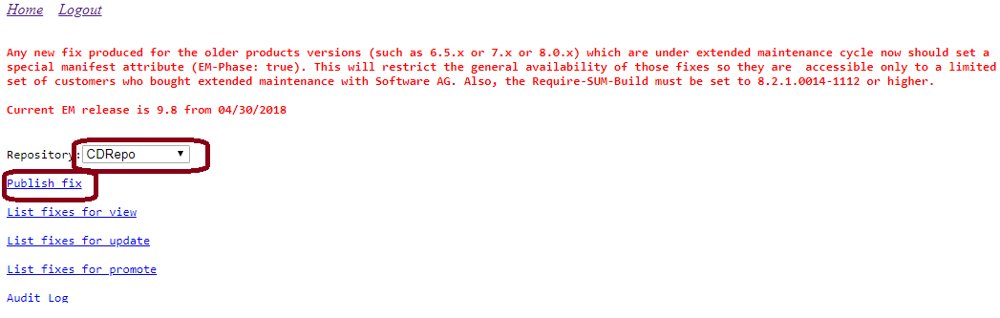 Home Logout
Any new fix produced for the older products versions (such as 6.5.x or 7.x or 8.0.x) which are under extended maintenance cycle now should set a
special manifest attribute (EM-Phase: true). This will restrict the general availability of those fixes so they are  accessible only to a limited
set of customers who bought extended maintenance with Software AG. Also, the Require-SUM-Build must be set to 8.2.1.0014-1112 or higher.
Current EM release is 9.8 from 04/30/2018
Repository: CDRepo
Publish fix
List fixes for view
List fixes for update
List fixes for promote
Audit Log